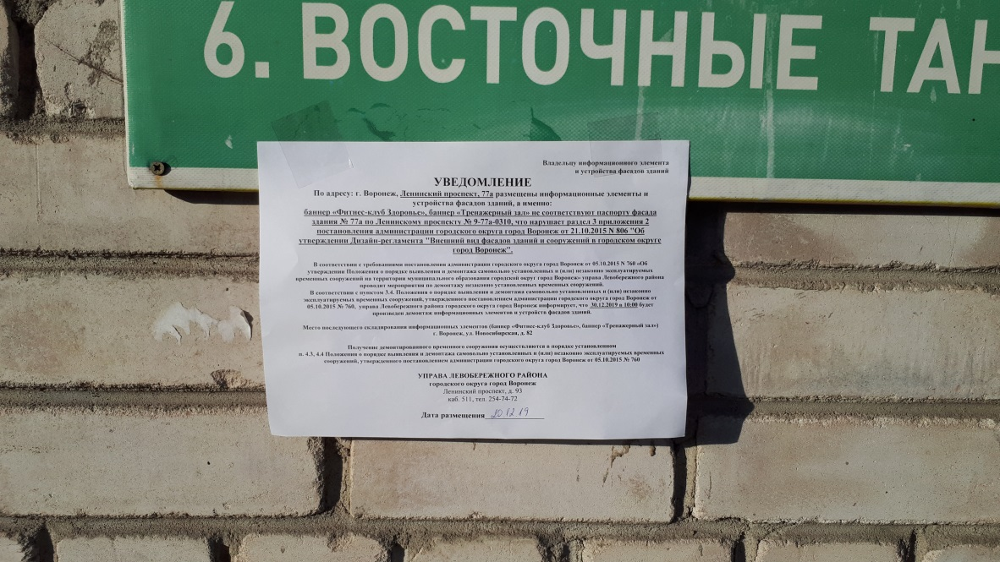 6. ВОСТОЧНЫЕ ТАН
Владельцу информационного элемента
и устройства фасадов зданий
УВЕДОМЛЕНИЕ
По адресу: г. Воронеж, Ленинский проспект, 77а размещены информационные элементы и
устройства фасадов зданий, а именно:
баннер «Фитнес-клуб Здоровье», баннер «Тренажерный зал» не соответствуют паспорту фасада
здания № 77а по Ленинскому проспекту № 9-77а-0310, что нарушает раздел 3 приложения 2
постановления администрации городского округа город Воронеж от 21.10.2015 N 806 "Об
утверждении Дизайн-регламента "Внешний вид фасадов зданий и сооружений в городском округе
город Воронеж".
В соответствии с требованиями постановления администрации городского округа город Воронеж от 05.10.2015 N 760 «Об
утверждении Положения о порядке выявления и демонтажа самовольно установленных и (или) незаконно эксплуатируемых
временных сооружений на территории муниципального образования городской округ город Воронеж» управа Левобережного района
проводит мероприятия по демонтажу незаконно установленных временных сооружений.
В соответствии с пунктом 3.4. Положения о порядке выявления и демонтажа самовольно установленных и (или) незаконно
эксплуатируемых временных сооружений, утвержденного постановлением администрации городского округа город Воронеж от
05.10.2015 № 760, управа Левобережного района городского округа город Воронеж информирует, что 30.12.2019 в 10:00 будет
произведен демонтаж информационных элементов и устройств фасада зданий.
Место последующего складирования информационных элементов (баннер «Фитнес-клуб Здоровье», баннер «Тренажерный зал»)
г. Воронеж, ул. Новосибирская, д. 82
Получение демонтированного временного сооружения осуществляются в порядке установленном
п. 4.3, 4.4 Положения о порядке выявления и демонтажа самовольно установленных и (или) незаконно эксплуатируемых временных
сооружений, утвержденного постановлением администрации городского округа город Воронеж от 05.10.2015 № 760
УПРАВА ЛЕВОБЕРЕЖНОГО РАЙОНА
городского округа город Воронеж
Ленинский проспект, д. 93
каб. 511, тел. 254-74-72
Дата размещения 20.12.19